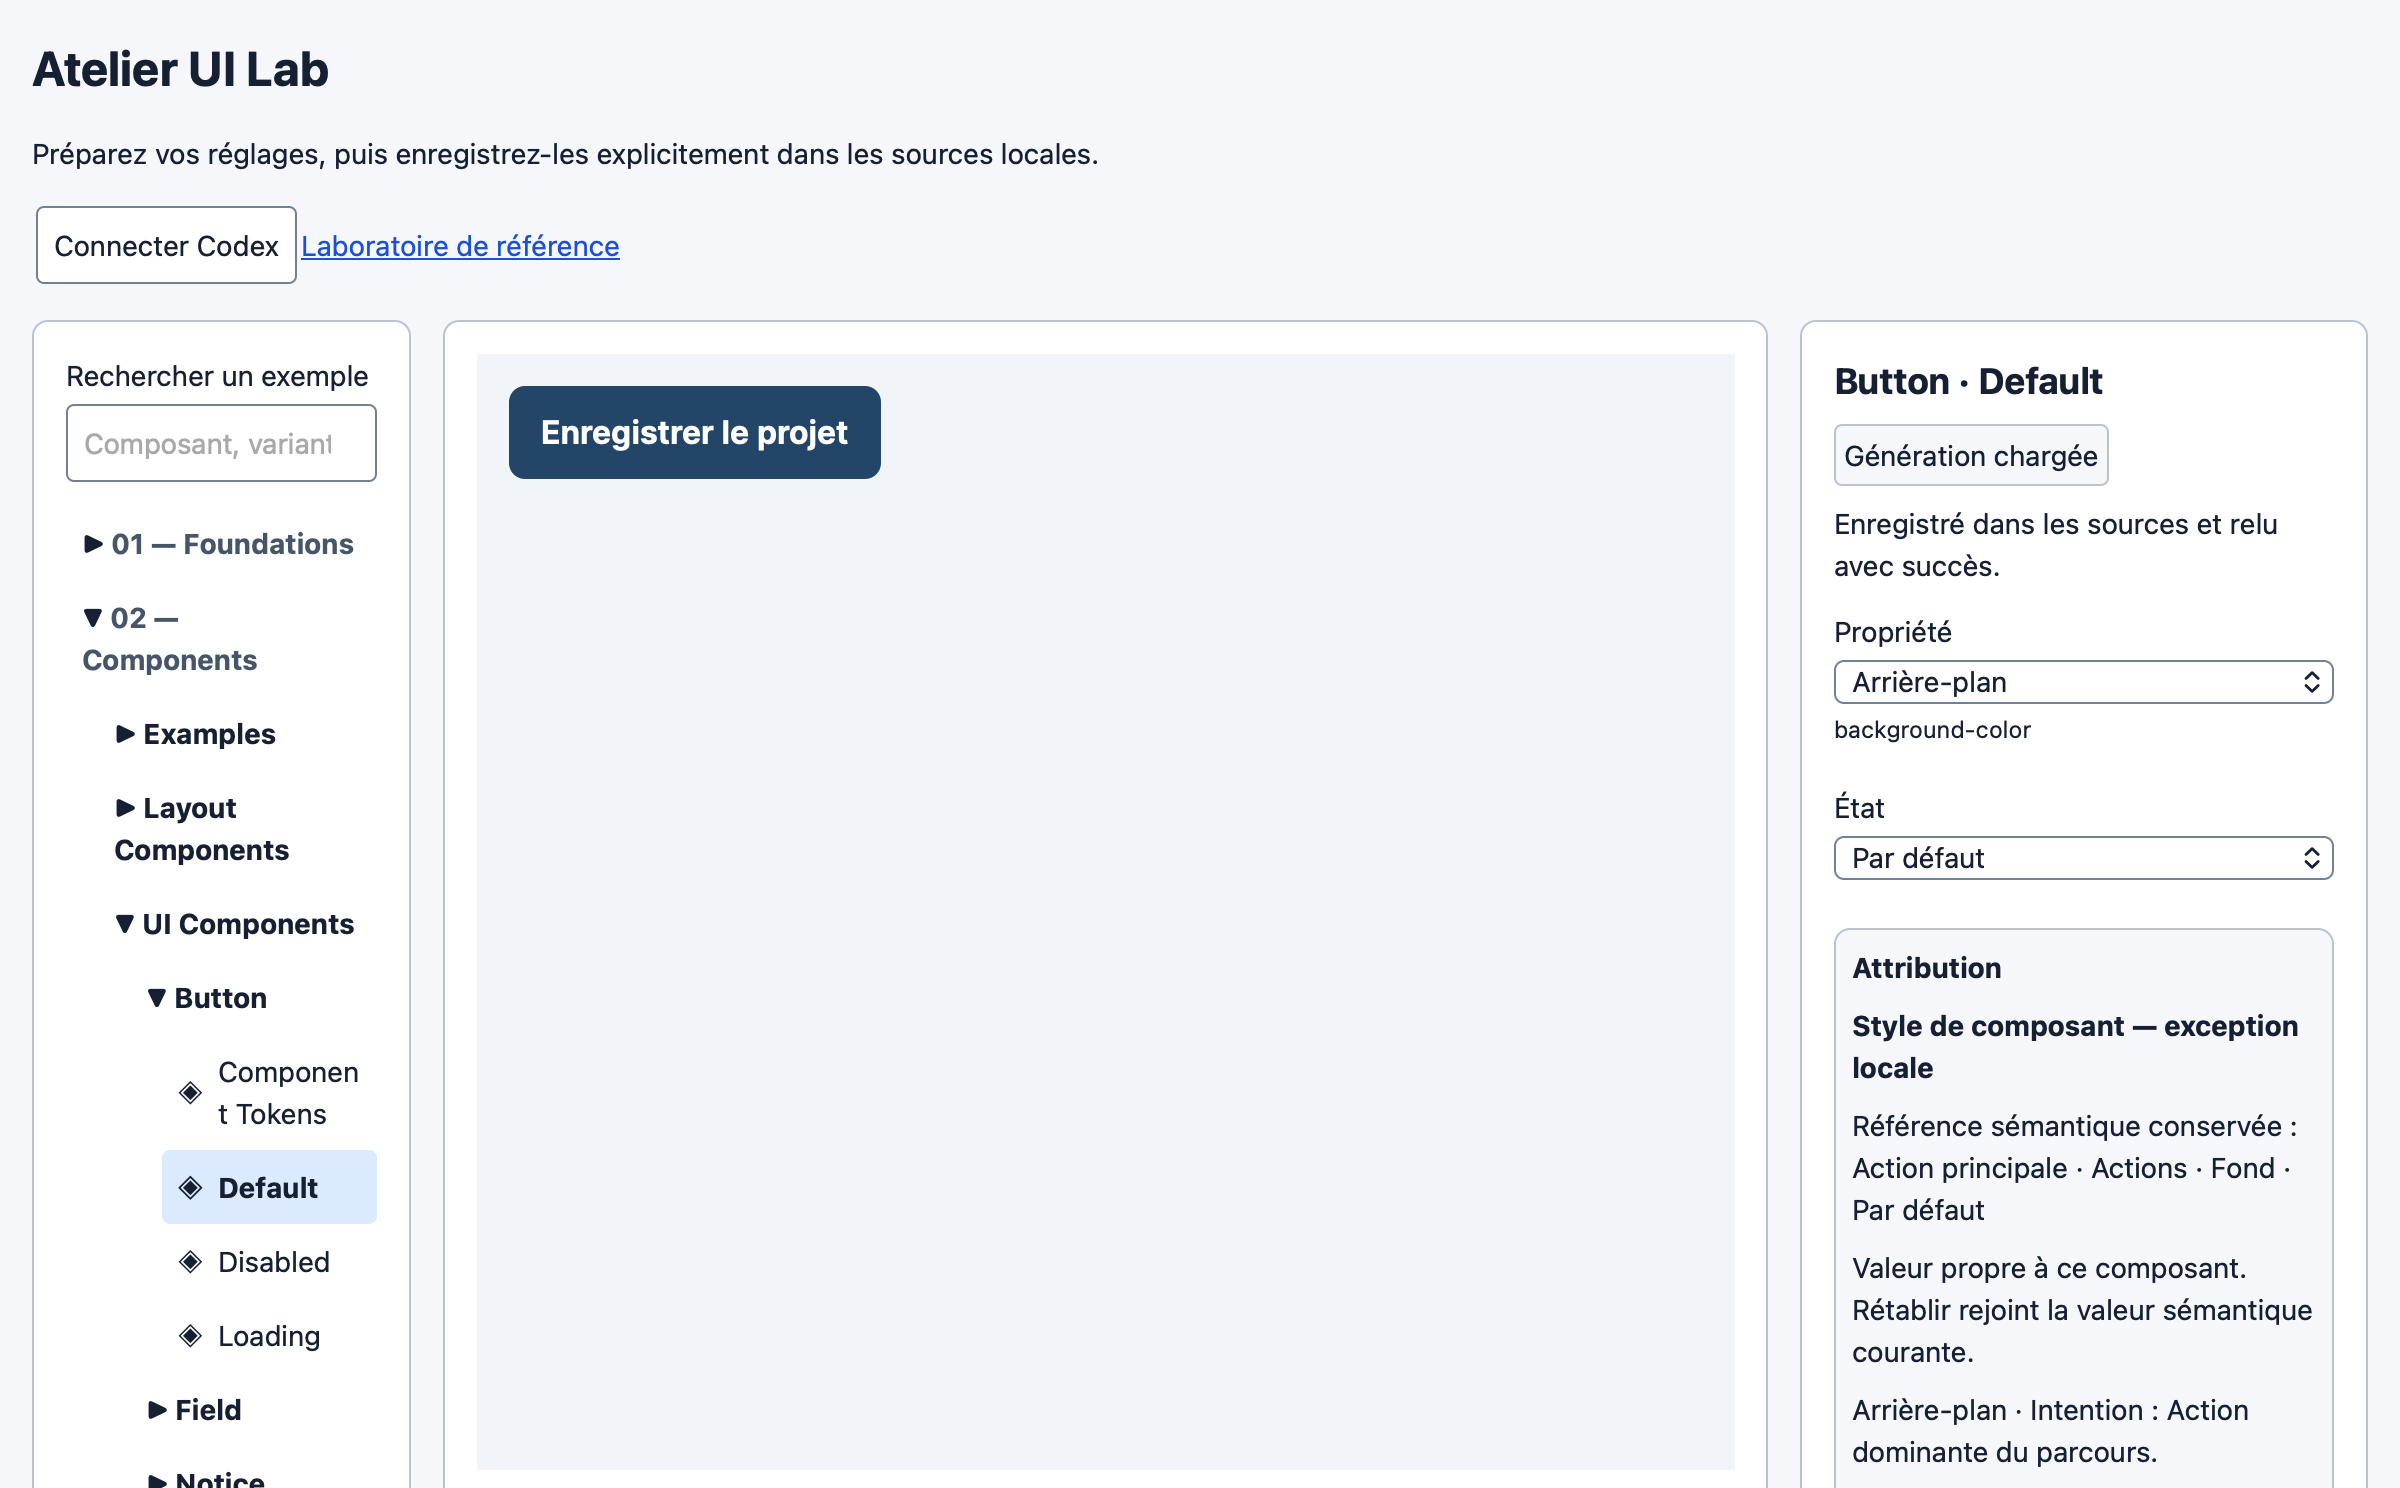 Atelier UI Lab
Préparez vos réglages, puis enregistrez-les explicitement dans les sources locales.
Connecter Codex
Laboratoire de référence
Rechercher un exemple
Composant, variant
01 — Foundations
02 —
Components
Examples
Layout
Components
UI Components
Button
Componen
t Tokens
Default
Disabled
Loading
Field
Notice
Enregistrer le projet
Button · Default
Génération chargée
Enregistré dans les sources et relu
avec succès.
Propriété
Arrière-plan
background-color
État
Par défaut
Attribution
Style de composant — exception
locale
Référence sémantique conservée :
Action principale · Actions · Fond ·
Par défaut
Valeur propre à ce composant.
Rétablir rejoint la valeur sémantique
courante.
Arrière-plan · Intention : Action
dominante du parcours.